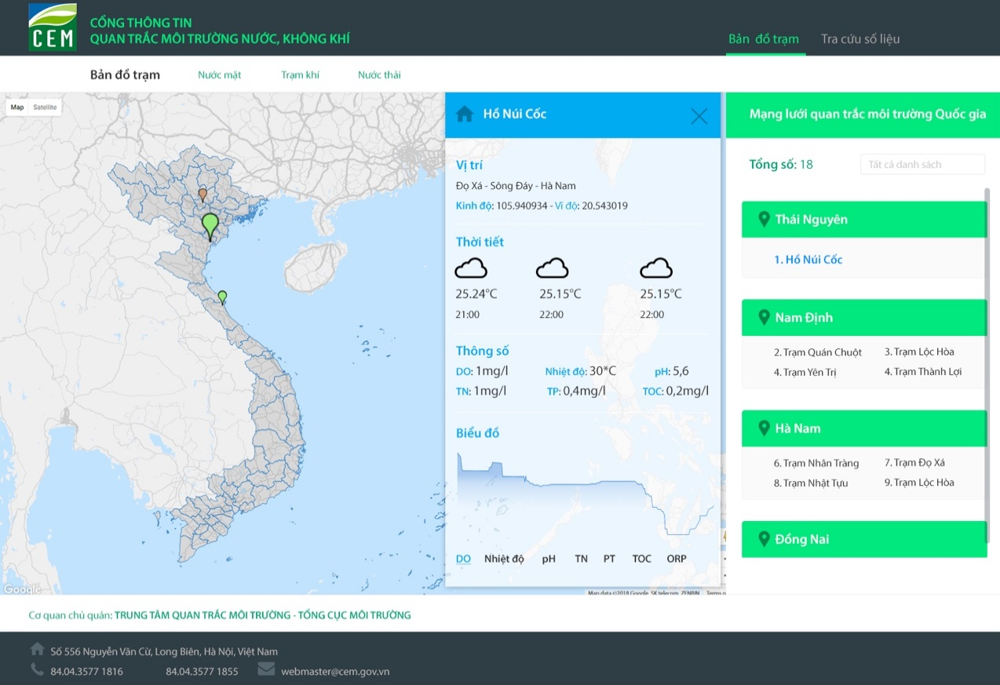 CEM
CỔNG THÔNG TIN
QUAN TRẮC MÔI TRƯỜNG NƯỚC, KHÔNG KHÍ
Bản đồ trạm
Tra cứu số liệu
Bản đồ trạm
Nước mặt
Trạm khí
Nước thải
Map
Satellite
Google
Hồ Núi Cốc
Vị trí
Đọ Xá - Sông Đáy - Hà Nam
Kinh độ: 105.940934 - Vĩ độ: 20.543019
Thời tiết
25.24°C 25.15°C 25.15°C
21:00 22:00 22:00
Thông số
DO: 1mg/l Nhiệt độ: 30*C pH: 5,6
TN: 1mg/l TP: 0,4mg/l TOC: 0,2mg/l
Biểu đồ
DO Nhiệt độ pH TN PT TOC ORP
Map data ©2018 Google, SK telecom, ZENRIN Terms o
Mạng lưới quan trắc môi trường Quốc gia
Tổng số: 18
Tất cả danh sách
Thái Nguyên
1. Hồ Núi Cốc
Nam Định
2. Trạm Quán Chuột 3. Trạm Lộc Hòa
4. Trạm Yên Trị 4. Trạm Thành Lợi
Hà Nam
6. Trạm Nhân Tràng 7. Trạm Đọ Xá
8. Trạm Nhật Tựu 9. Trạm Lộc Hòa
Đồng Nai
Cơ quan chủ quản: TRUNG TÂM QUAN TRẮC MÔI TRƯỜNG - TỔNG CỤC MÔI TRƯỜNG
Số 556 Nguyễn Văn Cừ, Long Biên, Hà Nội, Việt Nam
84.04.3577 1816 84.04.3577 1855 webmaster@cem.gov.vn